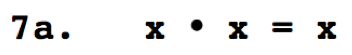 7a.   x • x = x